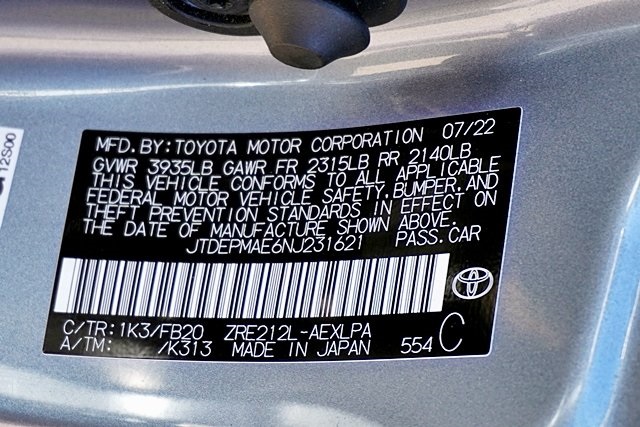 MFD. BY: TOYOTA MOTOR CORPORATION 07/22
GVWR 3935LB GAWR FR 2315LB RR 2140LB
THIS VEHICLE CONFORMS TO ALL APPLICABLE
FEDERAL MOTOR VEHICLE SAFETY, BUMPER, AND
THEFT PREVENTION STANDARDS IN EFFECT ON
THE DATE OF MANUFACTURE SHOWN ABOVE.
JTDEPMAE6NJ231621 PASS. CAR
C/TR: 1K3/FB20 ZRE212L-AEXLPA
A/TM: /K313 MADE IN JAPAN 554 C
12S00